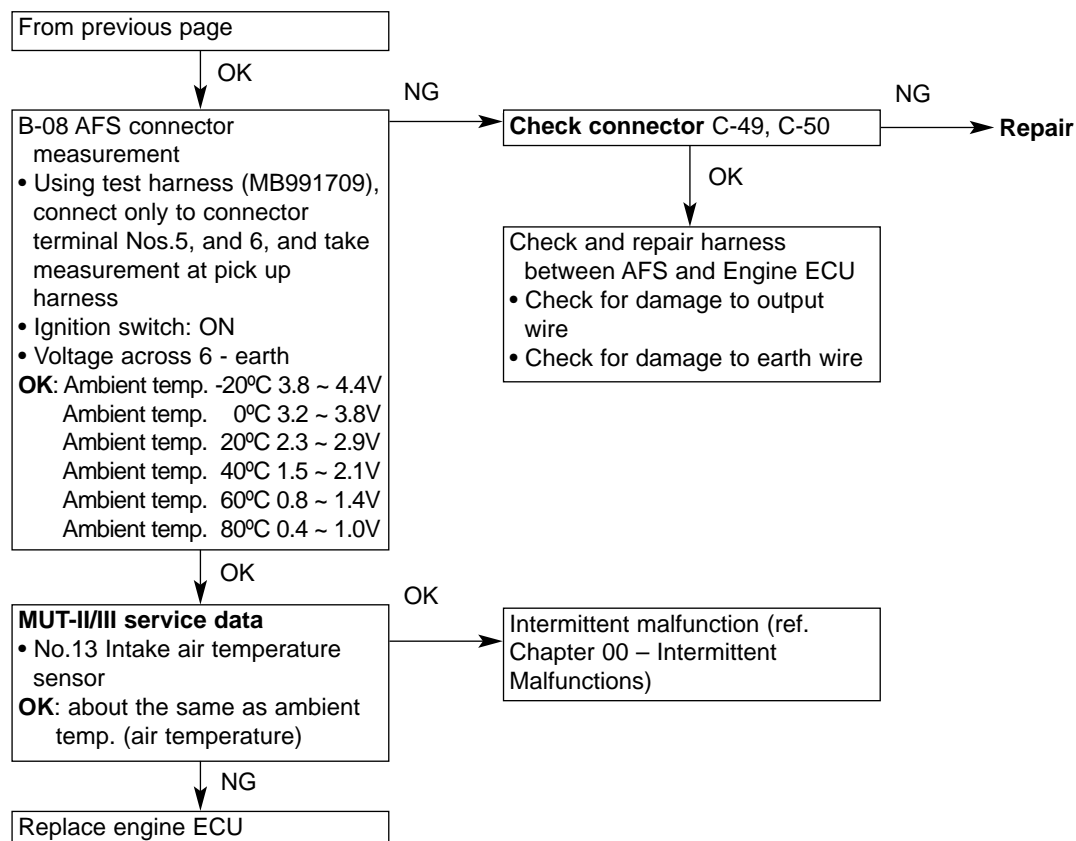 From previous page
OK
B-08 AFS connector
measurement
• Using test harness (MB991709),
connect only to connector
terminal Nos.5, and 6, and take
measurement at pick up
harness
• Ignition switch: ON
• Voltage across 6 - earth
OK: Ambient temp. -20ºC 3.8 ~ 4.4V
Ambient temp. 0ºC 3.2 ~ 3.8V
Ambient temp. 20ºC 2.3 ~ 2.9V
Ambient temp. 40ºC 1.5 ~ 2.1V
Ambient temp. 60ºC 0.8 ~ 1.4V
Ambient temp. 80ºC 0.4 ~ 1.0V
NG
Check connector C-49, C-50
NG
Repair
OK
Check and repair harness
between AFS and Engine ECU
• Check for damage to output
wire
• Check for damage to earth wire
OK
MUT-II/III service data
• No.13 Intake air temperature
sensor
OK: about the same as ambient
temp. (air temperature)
OK
Intermittent malfunction (ref.
Chapter 00 – Intermittent
Malfunctions)
NG
Replace engine ECU